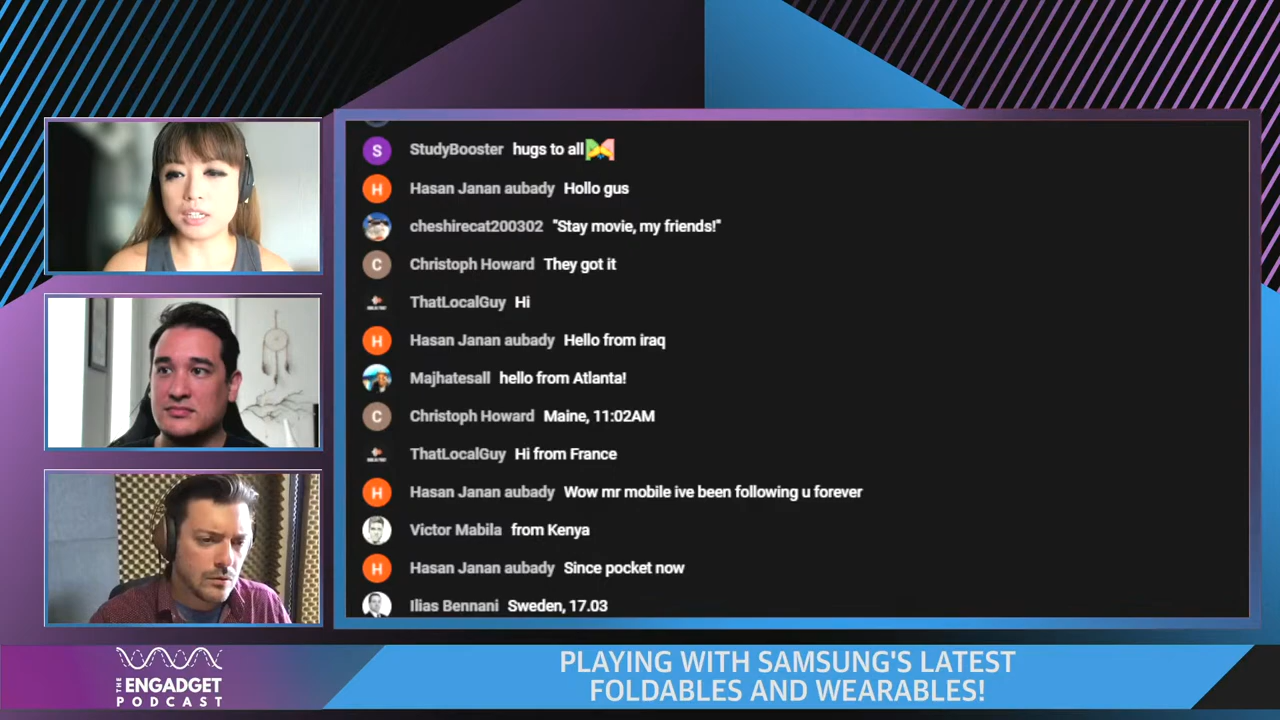 S StudyBooster hugs to all
H Hasan Janan aubady Hollo gus
cheshirecat200302 "Stay movie, my friends!"
C Christoph Howard They got it
ThatLocalGuy Hi
H Hasan Janan aubady Hello from iraq
Majhatesall hello from Atlanta!
C Christoph Howard Maine, 11:02AM
ThatLocalGuy Hi from France
H Hasan Janan aubady Wow mr mobile ive been following u forever
Victor Mabila from Kenya
H Hasan Janan aubady Since pocket now
Ilias Bennani Sweden, 17.03
THE ENGADGET PODCAST
PLAYING WITH SAMSUNG'S LATEST
FOLDABLES AND WEARABLES!